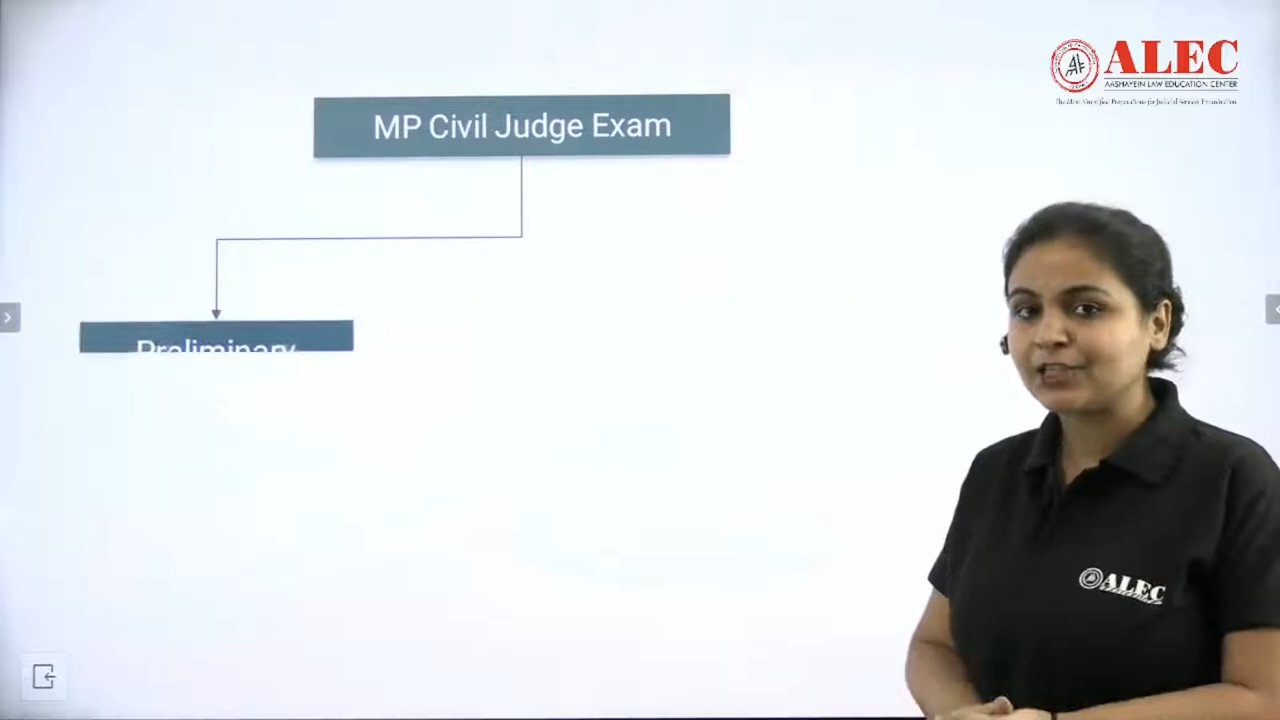 ALEC
AASHAYEIN LAW EDUCATION CENTER
MP Civil Judge Exam
Preliminary
ALEC